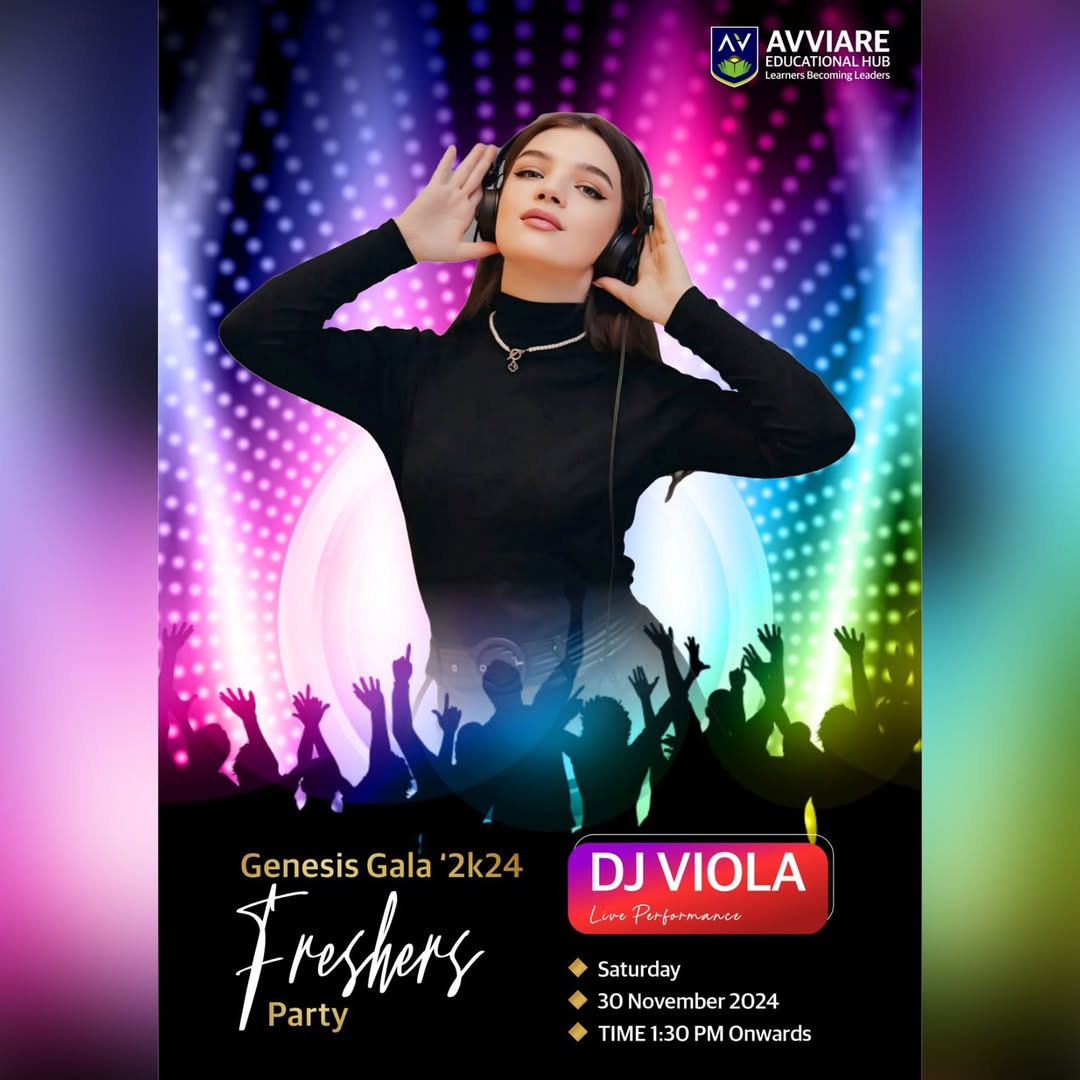 AV
AVVIARE
EDUCATIONAL HUB
Learners Becoming Leaders
Genesis Gala ‘2k24
Freshers
Party
DJ VIOLA
Live Performance
Saturday
30 November 2024
TIME 1:30 PM Onwards